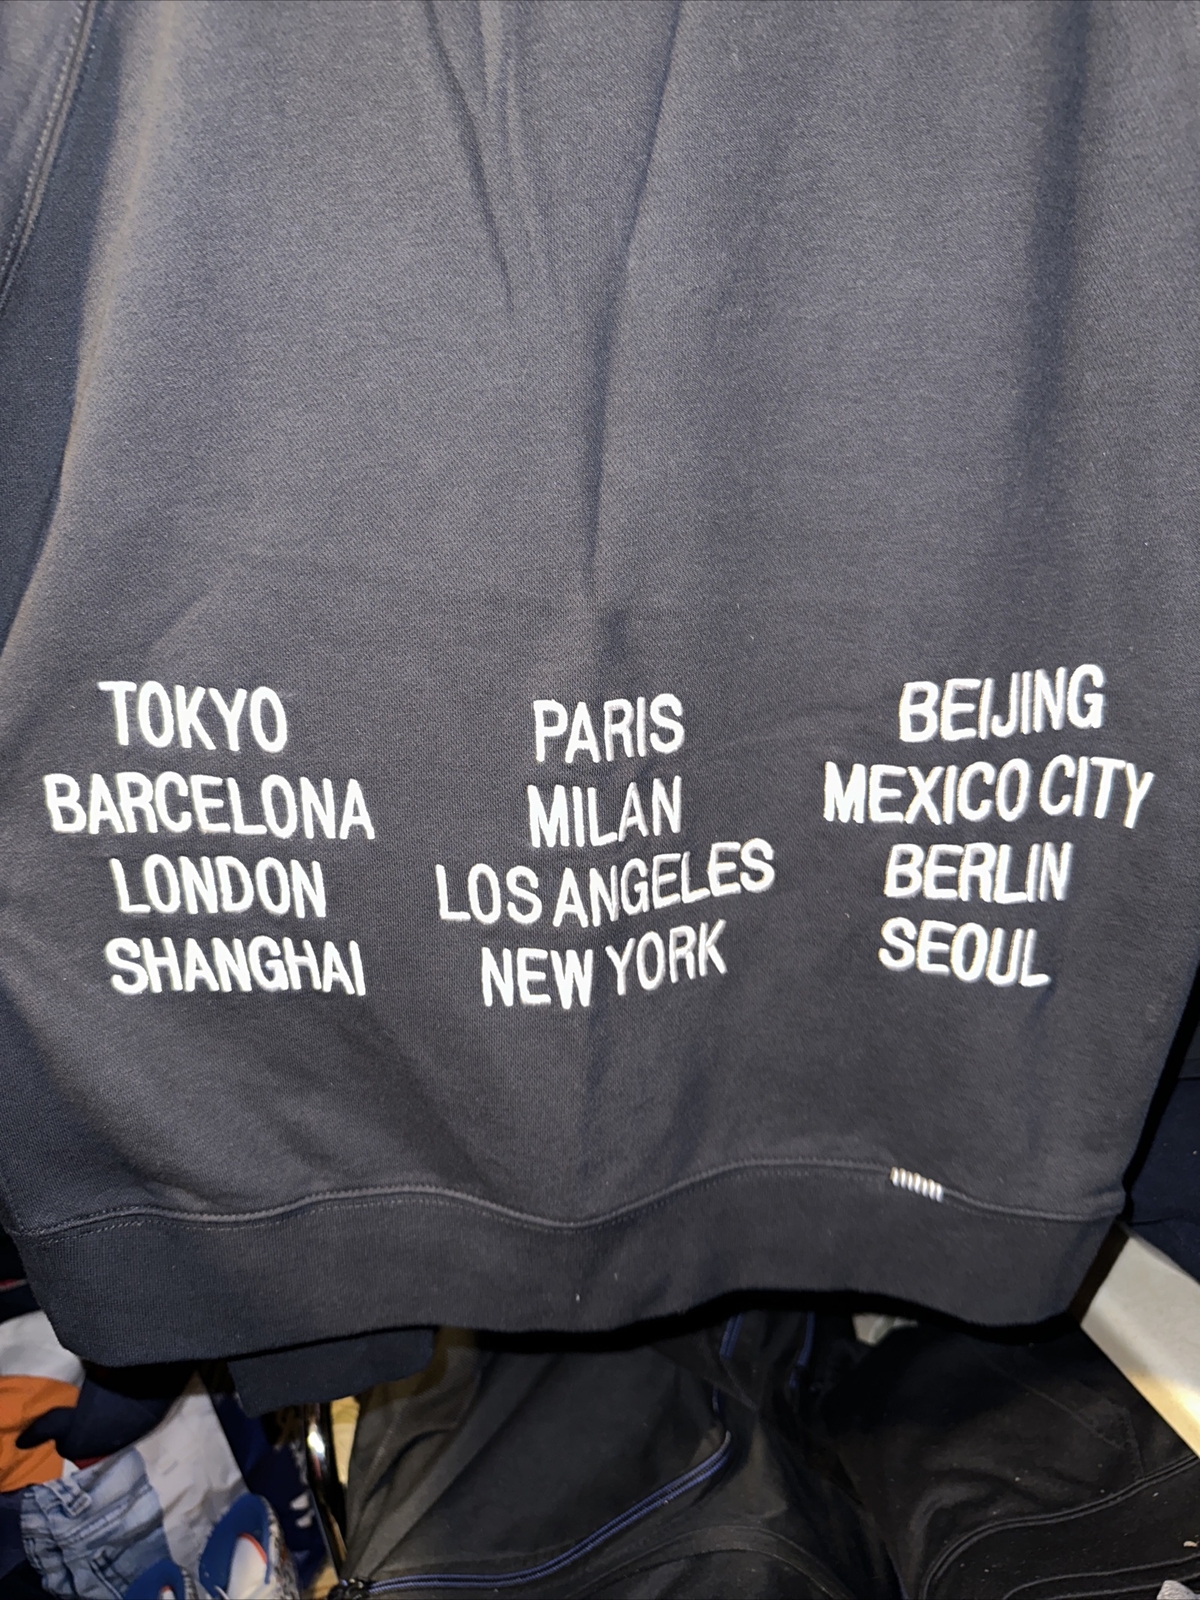 TOKYO
BARCELONA
LONDON
SHANGHAI
PARIS
MILAN
LOS ANGELES
NEW YORK
BEIJING
MEXICO CITY
BERLIN
SEOUL